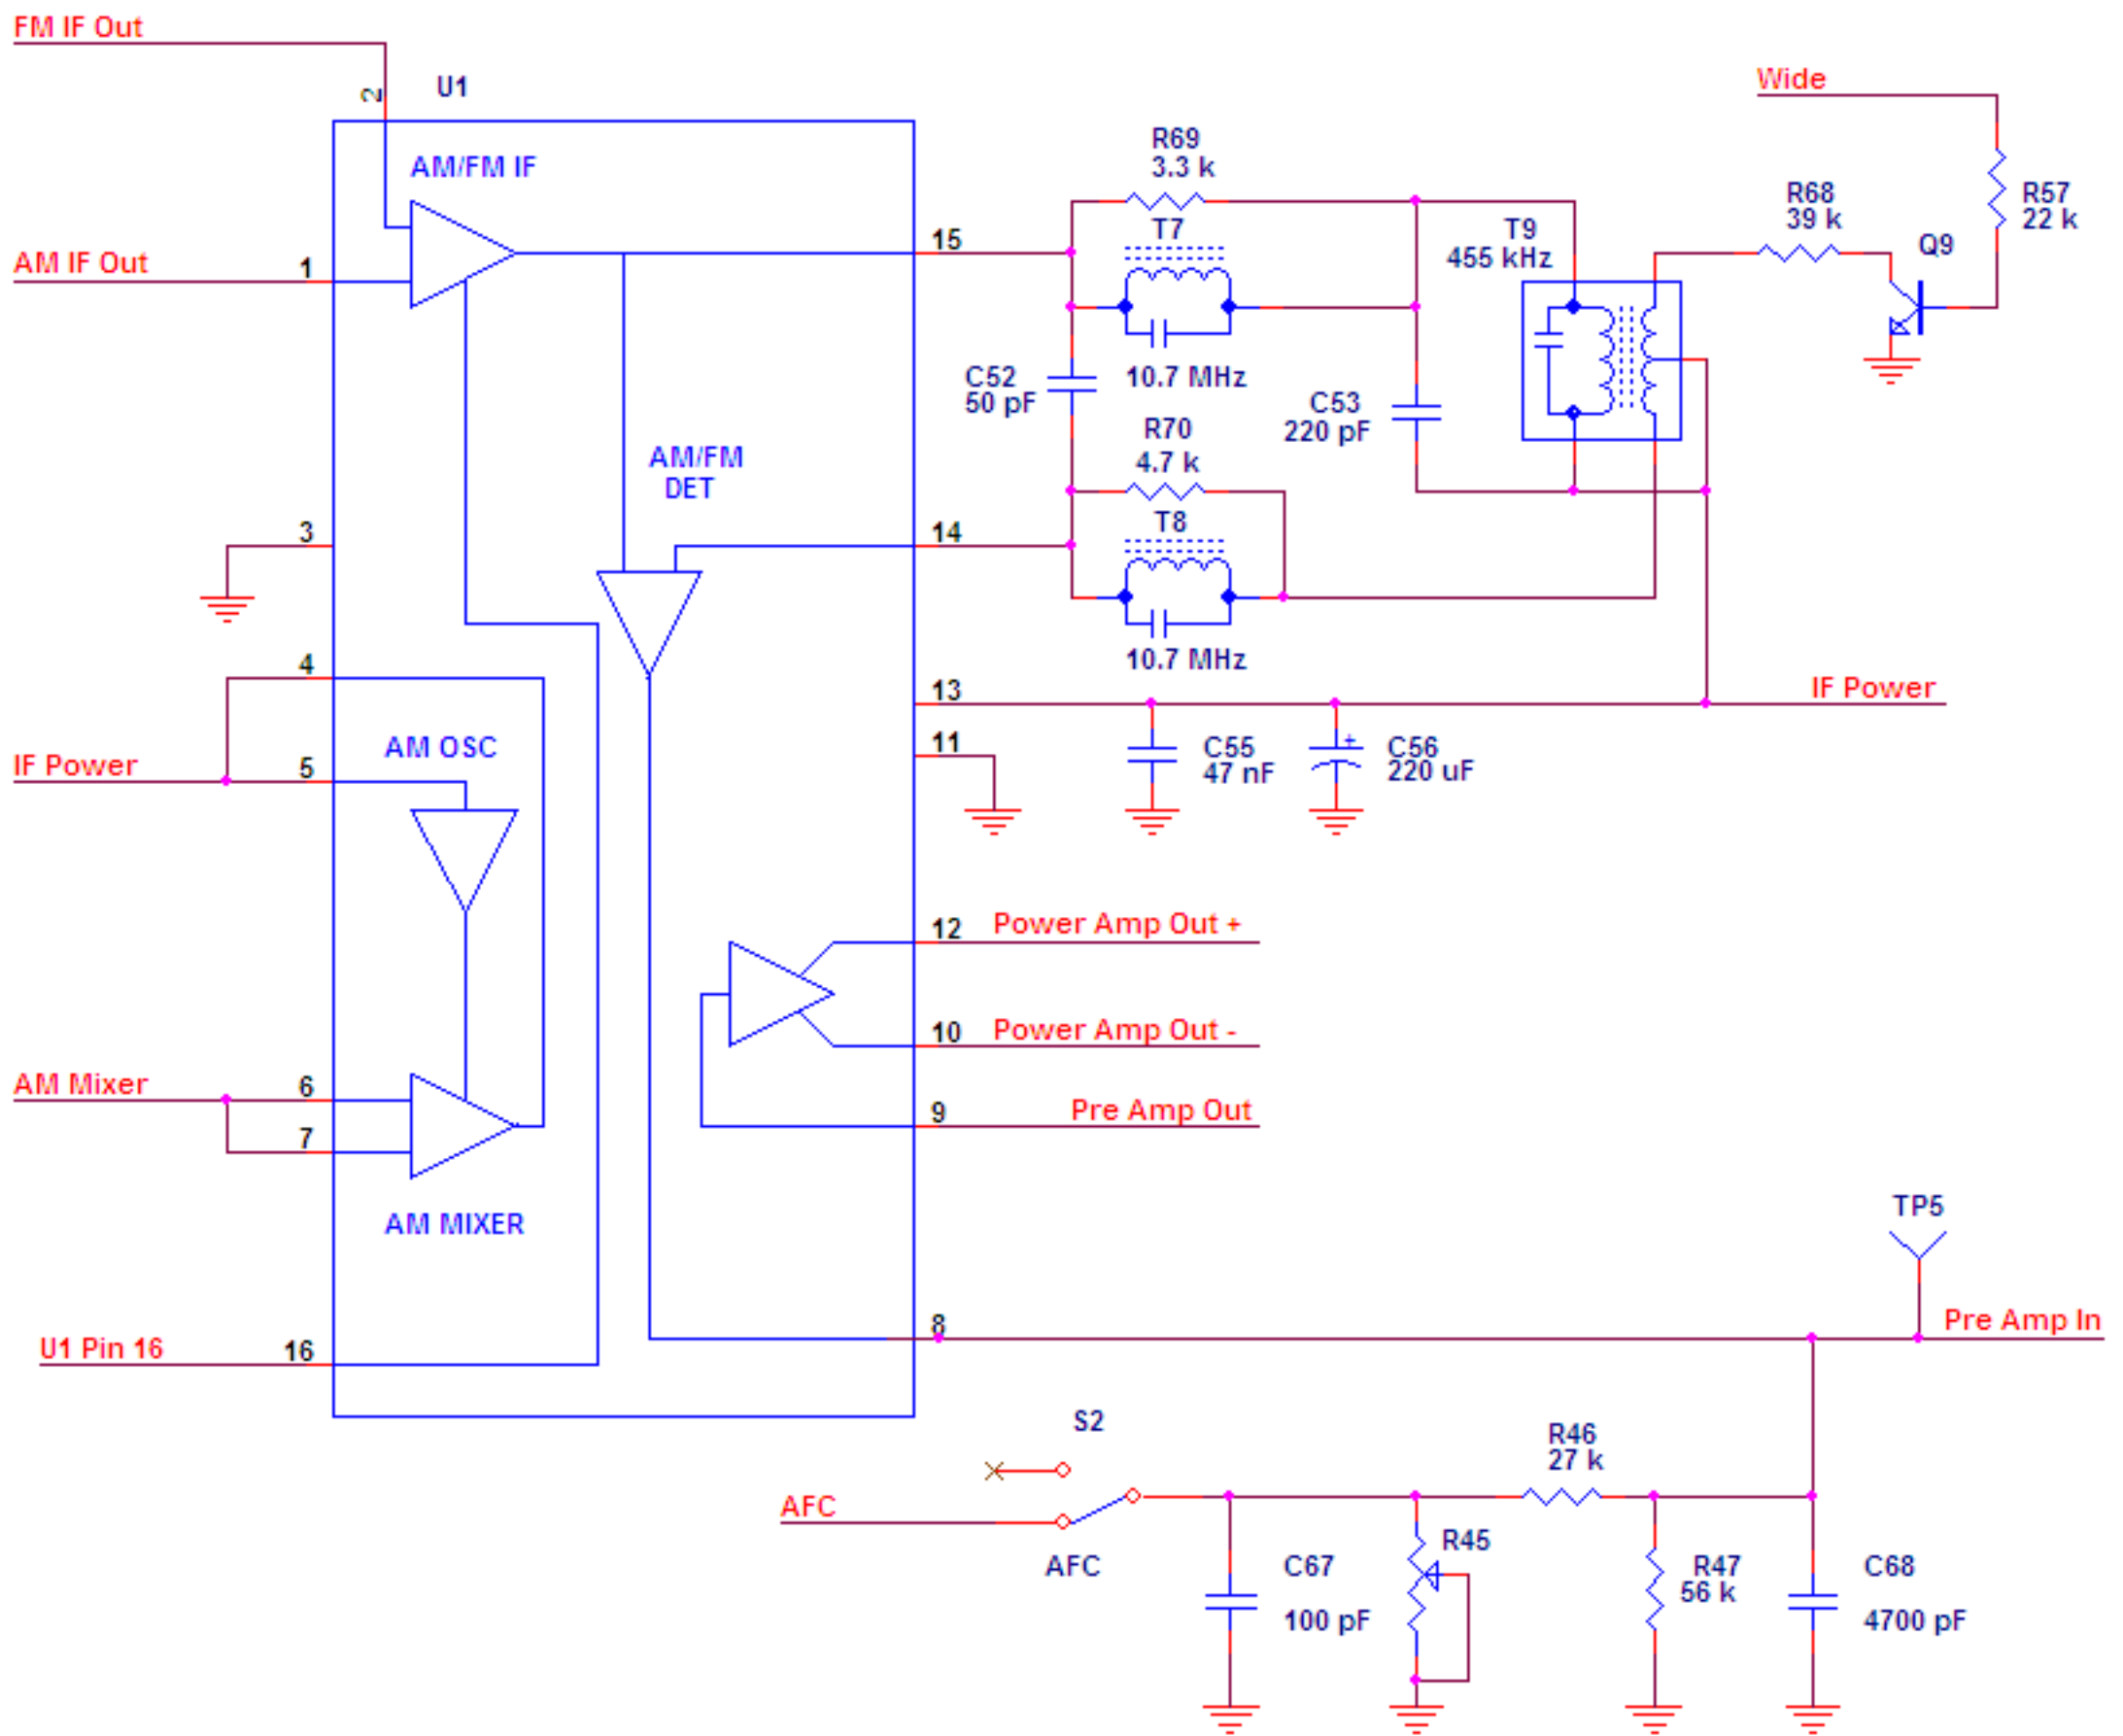 FM IF Out
2
U1
AM/FM IF
AM IF Out
1
15
R69
3.3 k
T7
10.7 MHz
C52
50 pF
T9
455 kHz
C53
220 pF
Wide
R57
22 k
R68
39 k
Q9
AM/FM
DET
R70
4.7 k
T8
10.7 MHz
3
14
4
13
IF Power
11
C55
47 nF
+
C56
220 uF
IF Power
5
AM OSC
12
Power Amp Out +
10
Power Amp Out -
9
Pre Amp Out
AM Mixer
6
7
AM MIXER
TP5
8
Pre Amp In
U1 Pin 16
16
S2
AFC
AFC
R46
27 k
C67
100 pF
R45
R47
56 k
C68
4700 pF